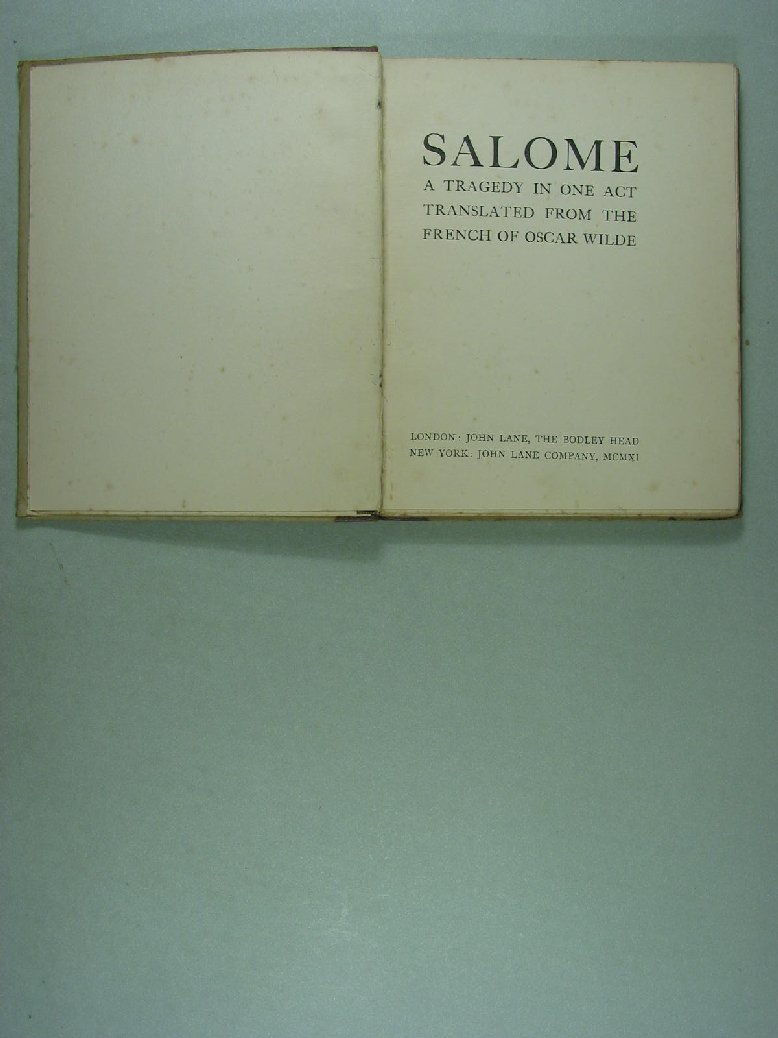 SALOME
A TRAGEDY IN ONE ACT
TRANSLATED FROM THE
FRENCH OF OSCAR WILDE
LONDON: JOHN LANE, THE BODLEY HEAD
NEW YORK: JOHN LANE COMPANY, MCMXI